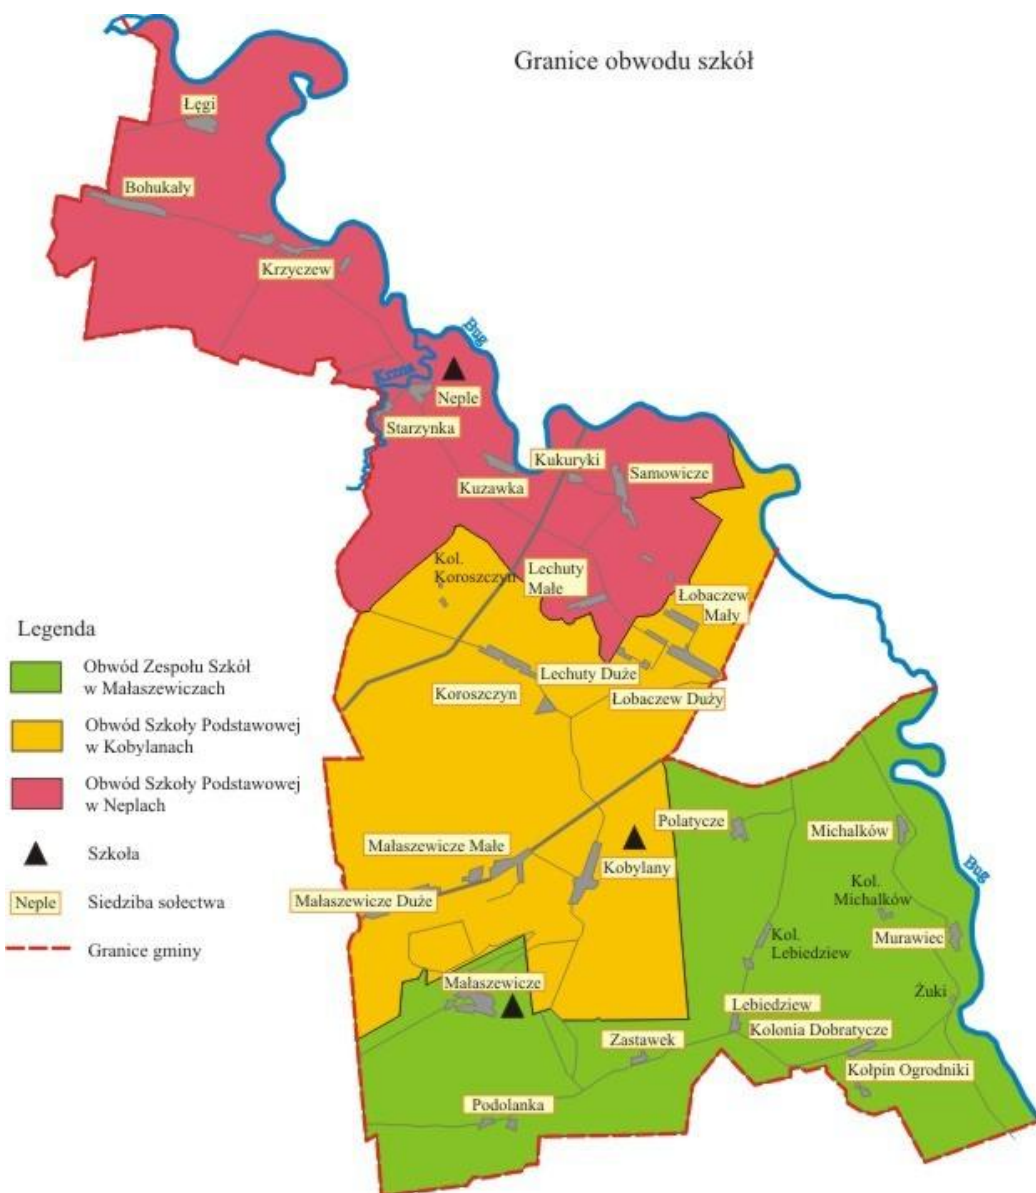 Granice obwodu szkół
Łęgi
Bohukały
Krzyczew
Bug
Krzna
Neple
Starzynka
Kukuryki
Samowicze
Kuzawka
Kol.
Koroszczyn
Lechuty
Małe
Łobaczew
Mały
Lechuty Duże
Koroszczyn
Łobaczew Duży
Legenda
Obwód Zespołu Szkół
w Małaszewiczach
Obwód Szkoły Podstawowej
w Kobylanach
Obwód Szkoły Podstawowej
w Neplach
Szkoła
Neple
Siedziba sołectwa
Granice gminy
Polatycze
Michalków
Małaszewicze Małe
Kobylany
Bug
Małaszewicze Duże
Kol.
Michalków
Kol.
Lebiedziew
Murawiec
Małaszewicze
Żuki
Lebiedziew
Kolonia Dobratycze
Zastawek
Kołpin Ogrodniki
Podolanka